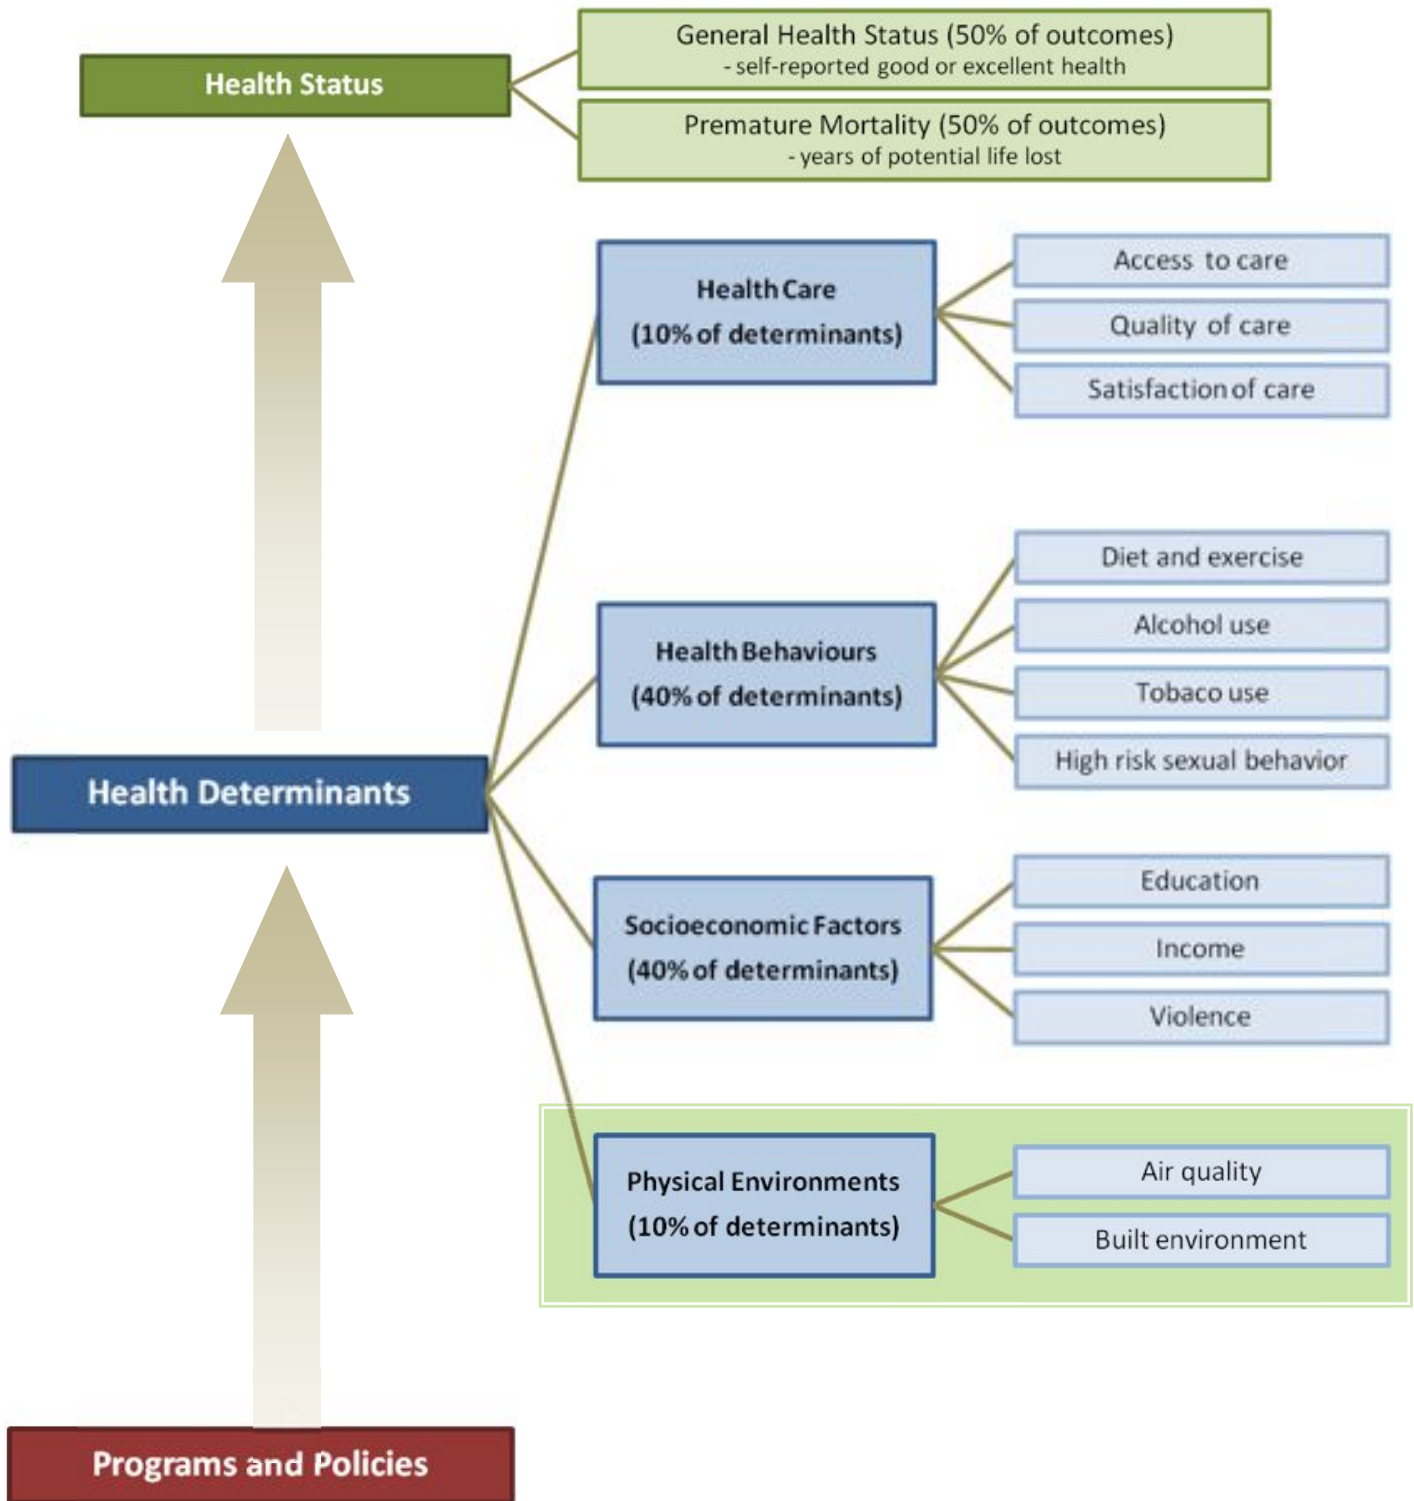 Health Status
General Health Status (50% of outcomes)
- self-reported good or excellent health
Premature Mortality (50% of outcomes)
- years of potential life lost
Health Care
(10% of determinants)
Access to care
Quality of care
Satisfaction of care
Health Behaviours
(40% of determinants)
Diet and exercise
Alcohol use
Tobaco use
High risk sexual behavior
Health Determinants
Socioeconomic Factors
(40% of determinants)
Education
Income
Violence
Physical Environments
(10% of determinants)
Air quality
Built environment
Programs and Policies